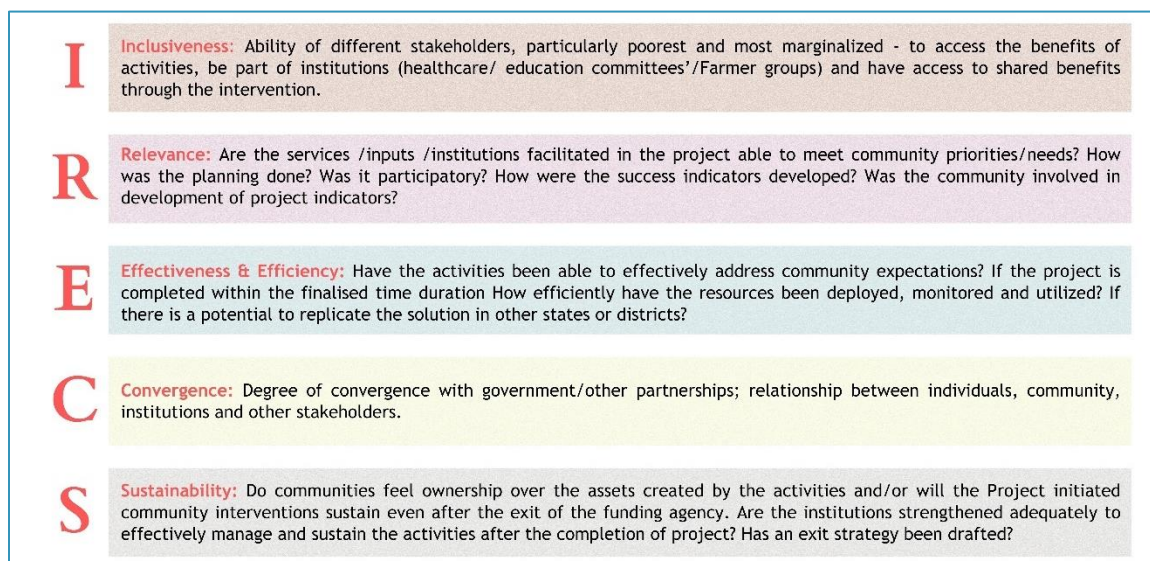 I
Inclusiveness: Ability of different stakeholders, particularly poorest and most marginalized - to access the benefits of
activities, be part of institutions (healthcare/ education committees’/Farmer groups) and have access to shared benefits
through the intervention.
R
Relevance: Are the services /inputs /institutions facilitated in the project able to meet community priorities/needs? How
was the planning done? Was it participatory? How were the success indicators developed? Was the community involved in
development of project indicators?
E
Effectiveness & Efficiency: Have the activities been able to effectively address community expectations? If the project is
completed within the finalised time duration How efficiently have the resources been deployed, monitored and utilized? If
there is a potential to replicate the solution in other states or districts?
C
Convergence: Degree of convergence with government/other partnerships; relationship between individuals, community,
institutions and other stakeholders.
S
Sustainability: Do communities feel ownership over the assets created by the activities and/or will the Project initiated
community interventions sustain even after the exit of the funding agency. Are the institutions strengthened adequately to
effectively manage and sustain the activities after the completion of project? Has an exit strategy been drafted?